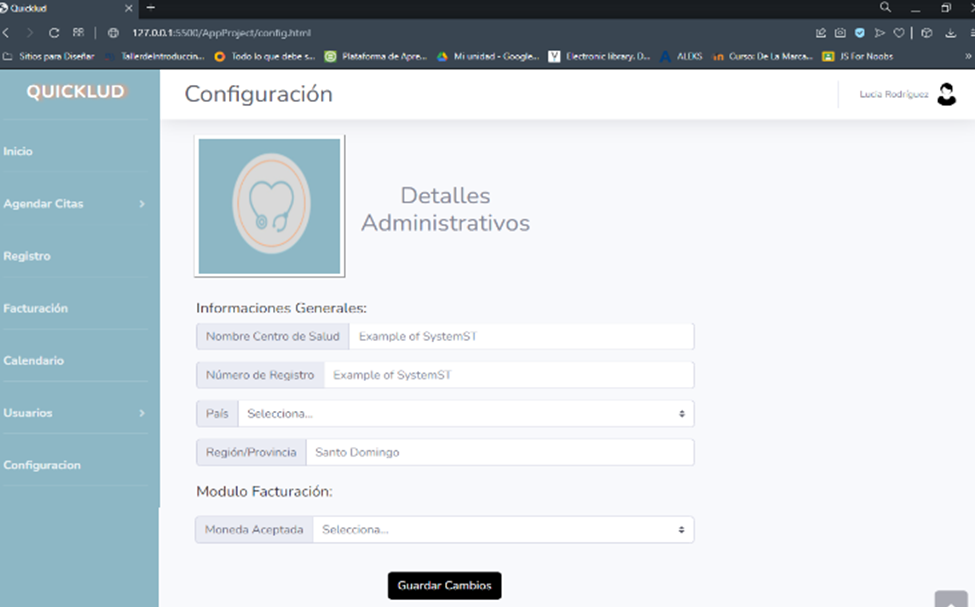 Quicklud
127.0.0.1:5500/AppProject/config.html
Sitios para Diseñar TallerdeIntroduccin... Todo lo que debe s... Plataforma de Apre... Mi unidad - Google... Electronic library. D... ALEKS Curso: De La Marca... JS For Noobs
QUICKLUD
Configuración
Lucia Rodriguez
Inicio
Agendar Citas
Registro
Facturación
Calendario
Usuarios
Configuracion
Detalles
Administrativos
Informaciones Generales:
Nombre Centro de Salud Example of SystemST
Número de Registro Example of SystemST
País Selecciona...
Región/Provincia Santo Domingo
Modulo Facturación:
Moneda Aceptada Selecciona...
Guardar Cambios